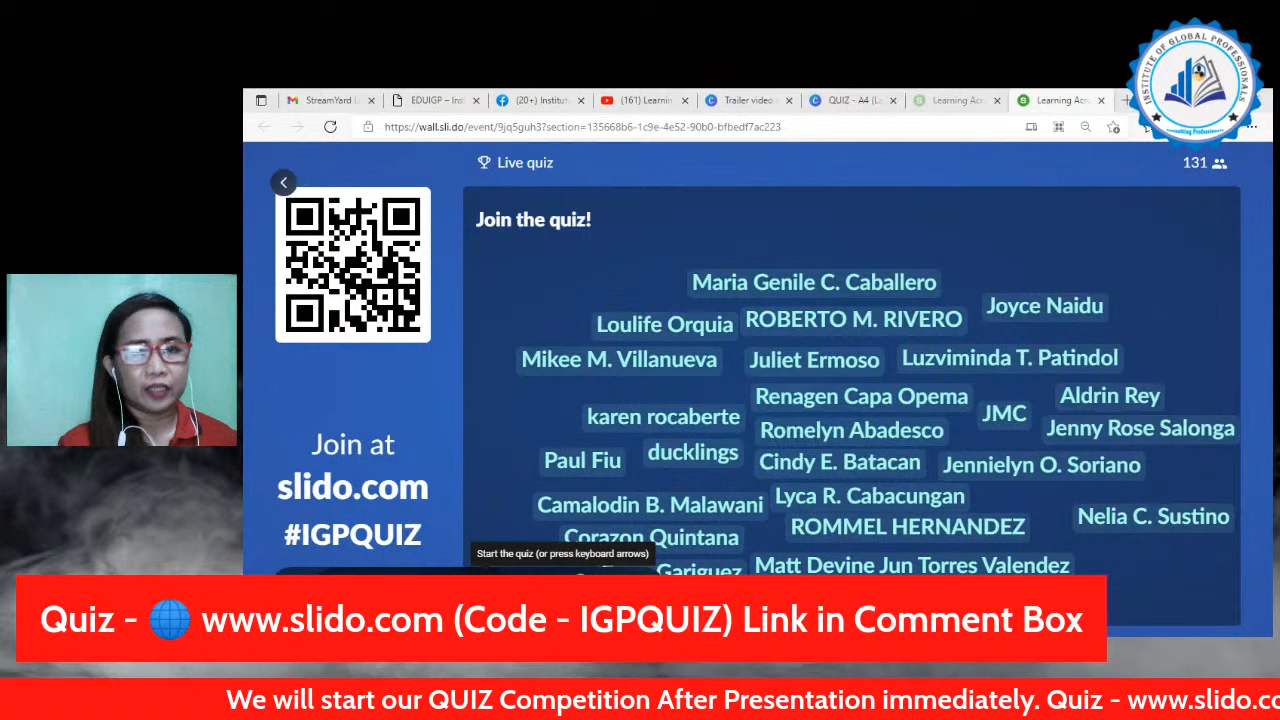 INSTITUTE OF GLOBAL PROFESSIONALS
Consulting Professionals
StreamYard L
EDUIGP – Ins
(20+) Institut
(161) Learnin
Trailer video
QUIZ - A4 (L
Learning Ac
Learning Ac
https://wall.sli.do/event/9jq5guh3?section=135668b6-1c9e-4e52-90b0-bfbedf7ac223
Live quiz
131
Join the quiz!
Maria Genile C. Caballero
Joyce Naidu
Loulife Orquia
ROBERTO M. RIVERO
Mikee M. Villanueva
Juliet Ermoso
Luzviminda T. Patindol
Renagen Capa Opema
Aldrin Rey
karen rocaberte
JMC
Romelyn Abadesco
Jenny Rose Salonga
Paul Fiu
ducklings
Cindy E. Batacan
Jennielyn O. Soriano
Camalodin B. Malawani
Lyca R. Cabacungan
Nelia C. Sustino
Corazon Quintana
ROMMEL HERNANDEZ
Gariguez
Matt Devine Jun Torres Valendez
Join at
slido.com
#IGPQUIZ
Start the quiz (or press keyboard arrows)
Quiz - 🌐 www.slido.com (Code - IGPQUIZ) Link in Comment Box
We will start our QUIZ Competition After Presentation immediately. Quiz - www.slido.co